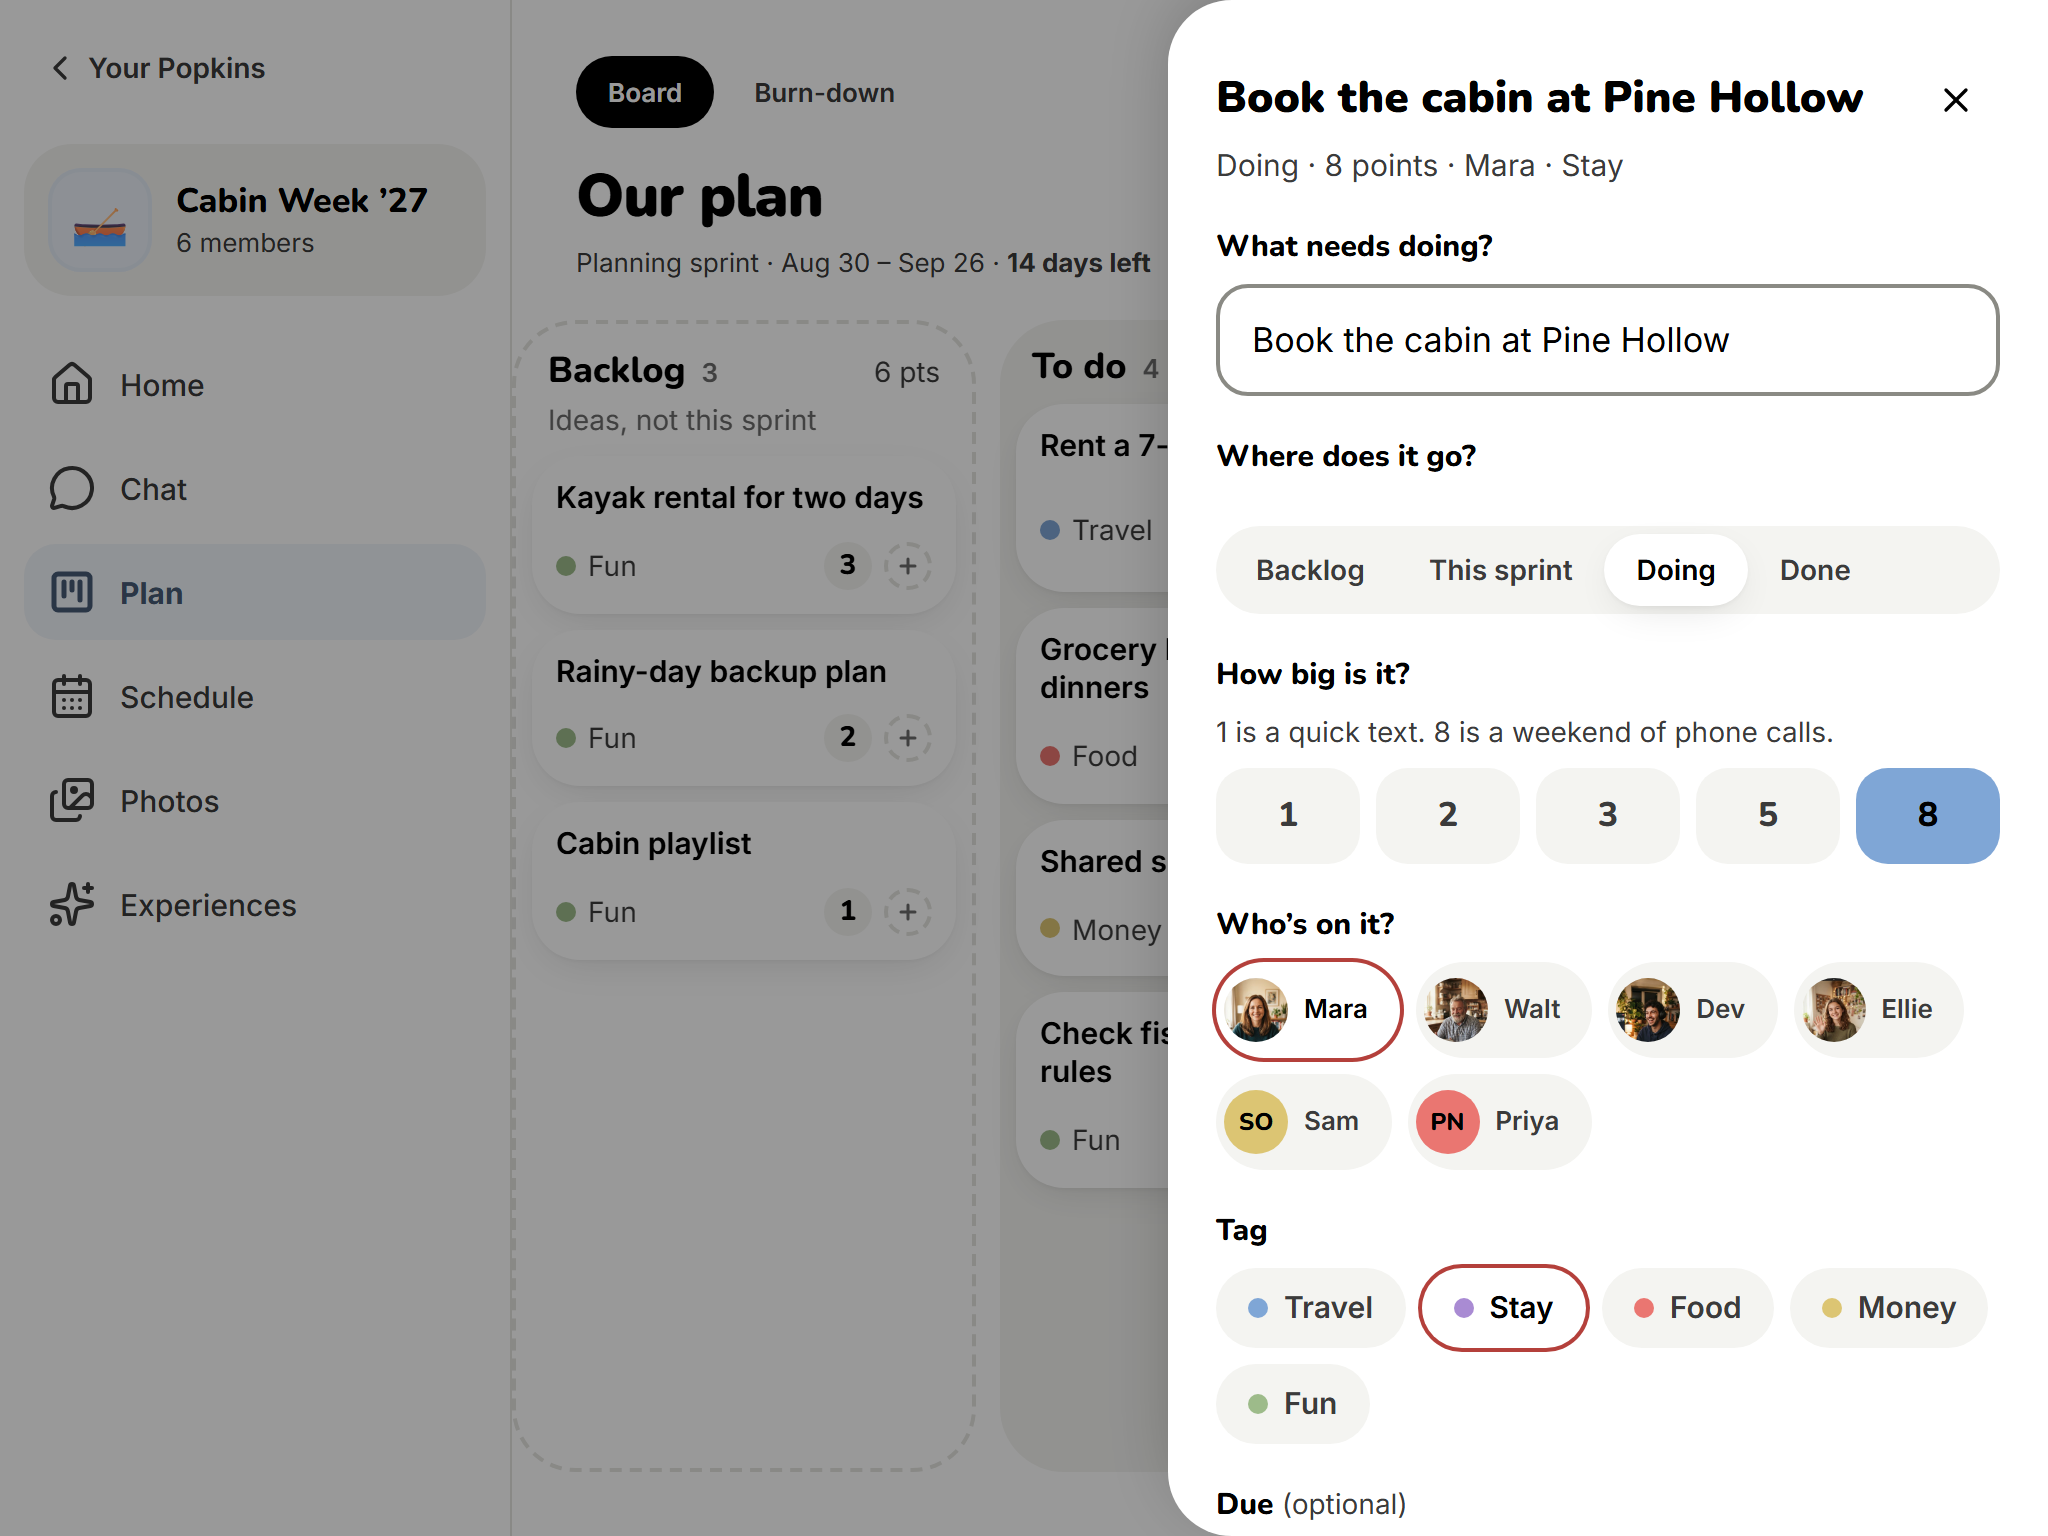 Your Popkins
Cabin Week ’27
6 members
Home
Chat
Plan
Schedule
Photos
Experiences
Board
Burn-down
Our plan
Planning sprint · Aug 30 – Sep 26 · 14 days left
Backlog 3 6 pts
Ideas, not this sprint
Kayak rental for two days
Fun 3
Rainy-day backup plan
Fun 2
Cabin playlist
Fun 1
To do 4
Rent a 7-
Travel
Grocery
dinners
Food
Shared
Money
Check
rules
Fun
Book the cabin at Pine Hollow
Doing · 8 points · Mara · Stay
What needs doing?
Book the cabin at Pine Hollow
Where does it go?
Backlog This sprint Doing Done
How big is it?
1 is a quick text. 8 is a weekend of phone calls.
1 2 3 5 8
Who’s on it?
Mara Walt Dev Ellie
SO Sam PN Priya
Tag
Travel Stay Food Money
Fun
Due (optional)